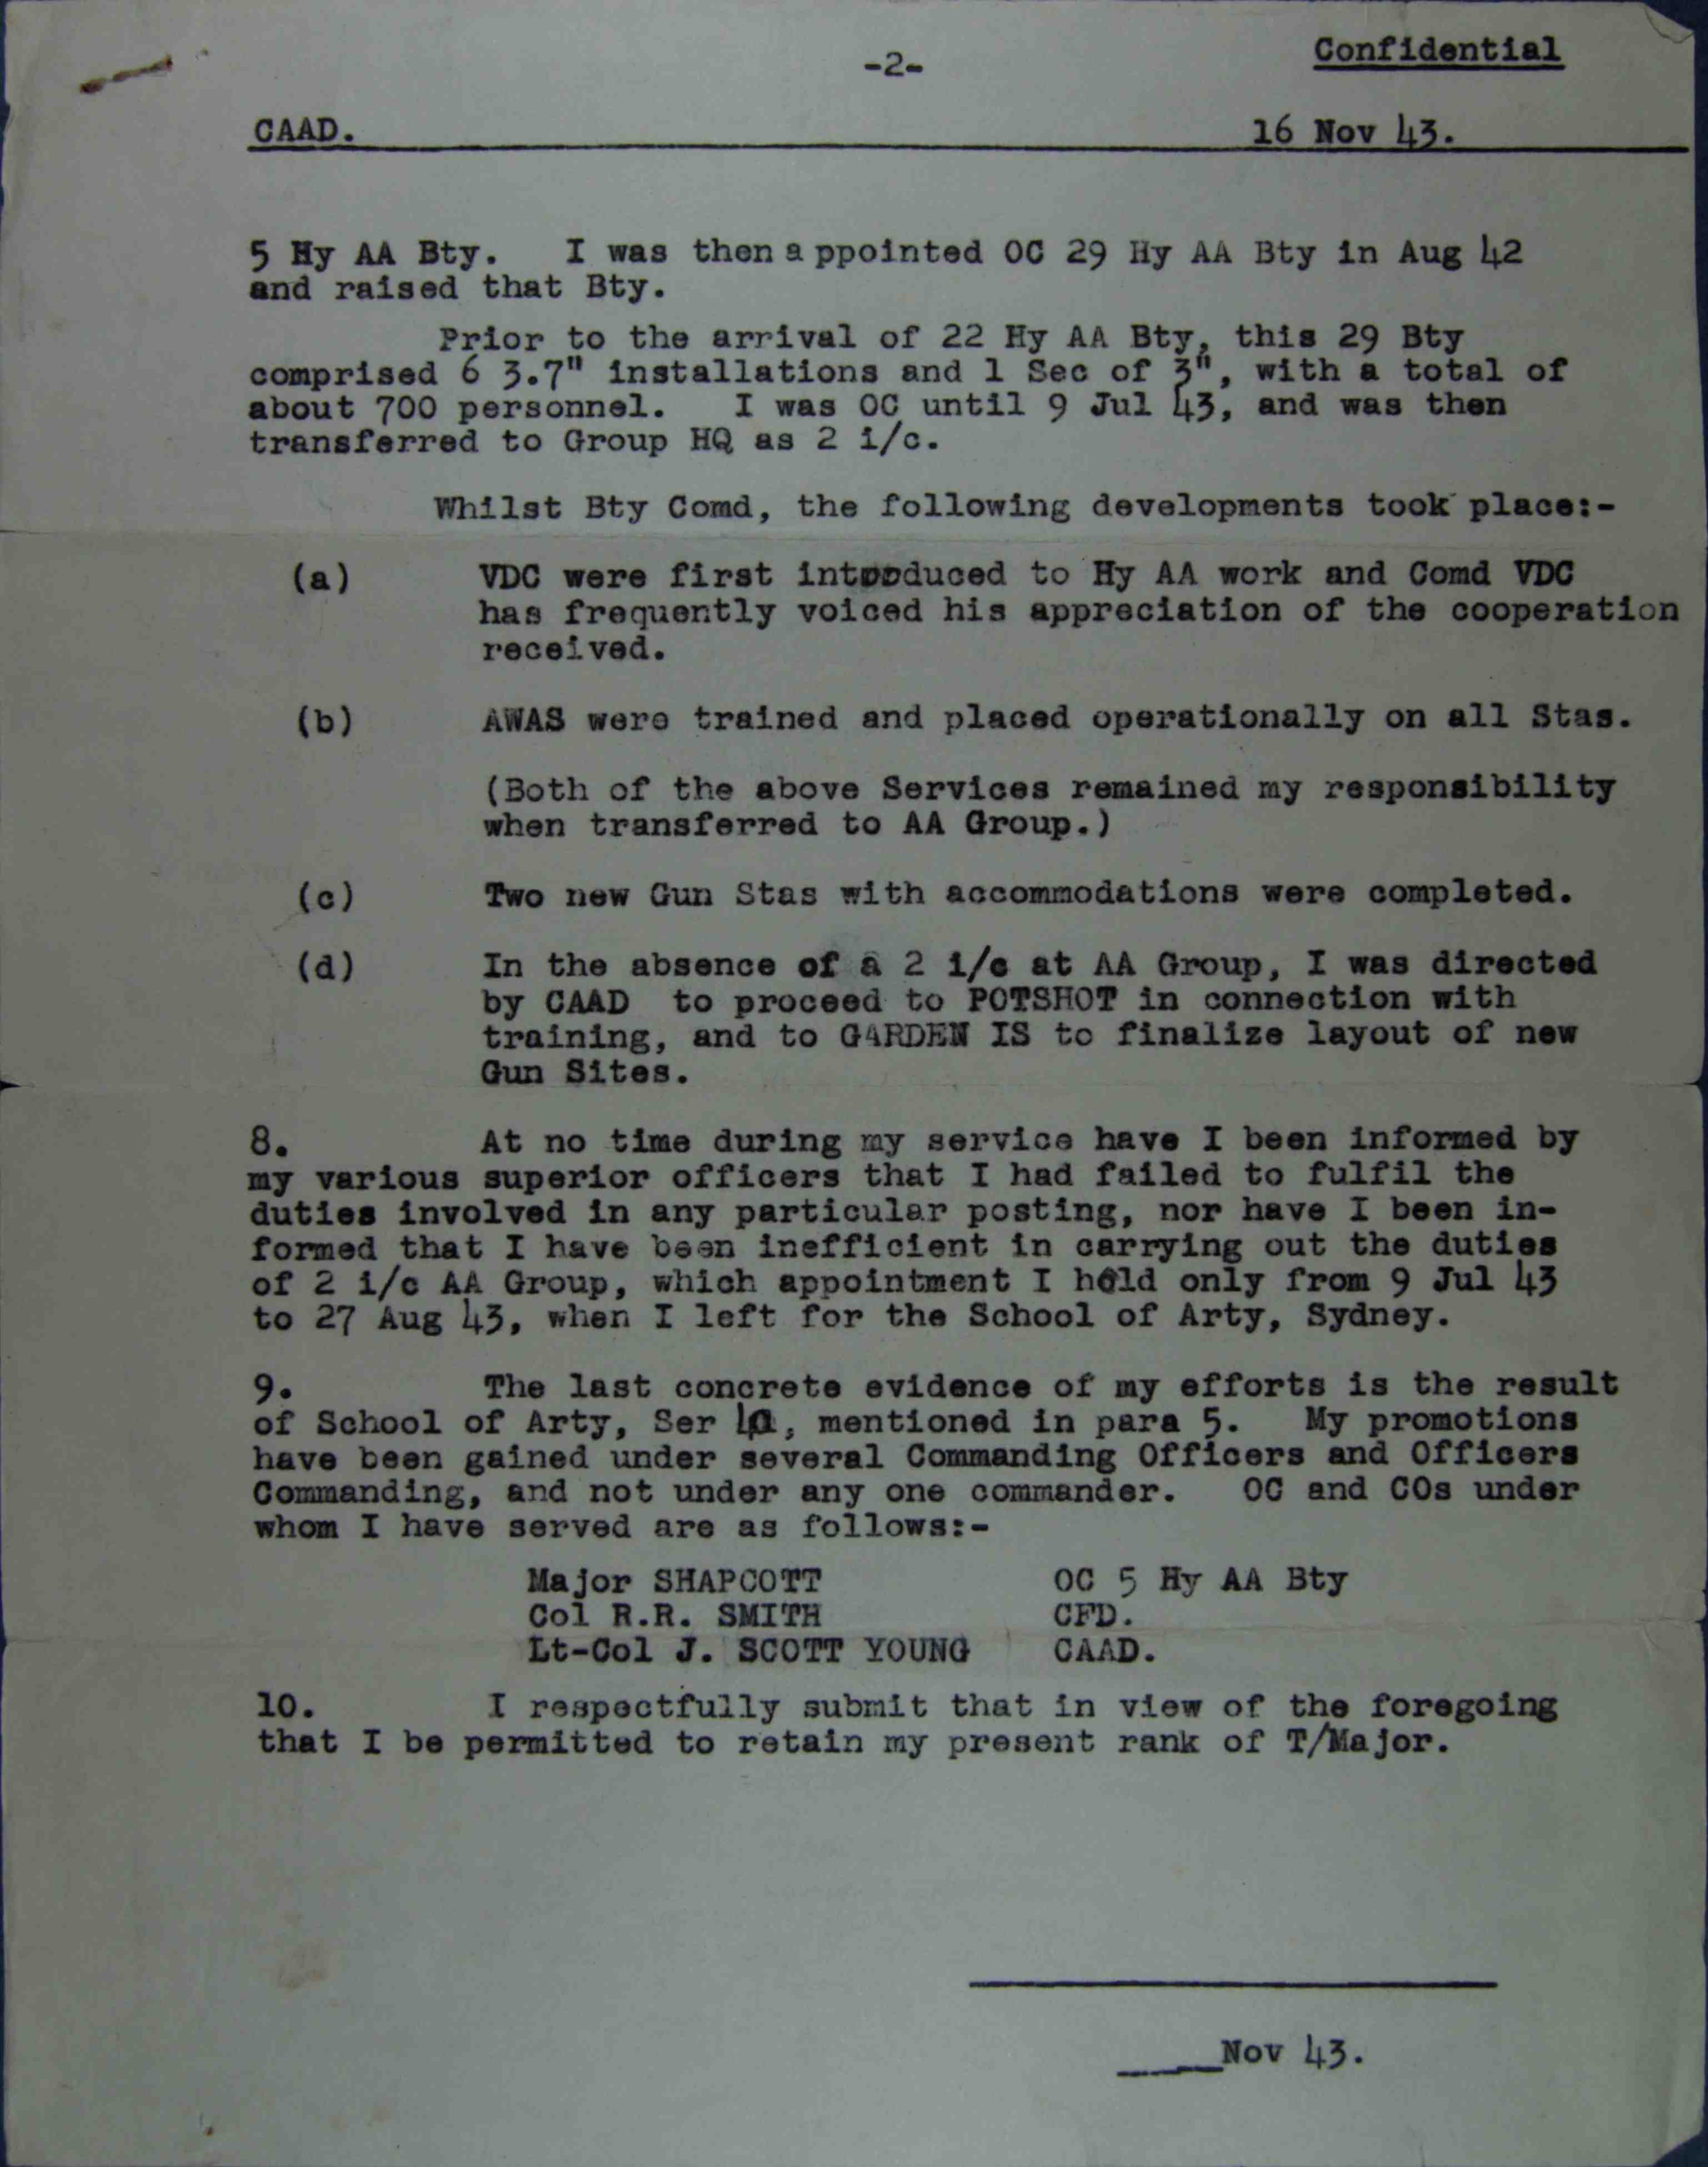 -2-
Confidential
CAAD. 16 Nov 43.
5 Hy AA Bty. I was then appointed OC 29 Hy AA Bty in Aug 42
and raised that Bty.
Prior to the arrival of 22 Hy AA Bty, this 29 Bty
comprised 6 3.7" installations and 1 Sec of 3", with a total of
about 700 personnel. I was OC until 9 Jul 43, and was then
transferred to Group HQ as 2 i/c.
Whilst Bty Comd, the following developments took place:-
(a) VDC were first introduced to Hy AA work and Comd VDC
has frequently voiced his appreciation of the cooperation
received.
(b) AWAS were trained and placed operationally on all Stas.
(Both of the above Services remained my responsibility
when transferred to AA Group.)
(c) Two new Gun Stas with accommodations were completed.
(d) In the absence of a 2 i/c at AA Group, I was directed
by CAAD to proceed to POTSHOT in connection with
training, and to GARDEN IS to finalize layout of new
Gun Sites.
8. At no time during my service have I been informed by
my various superior officers that I had failed to fulfil the
duties involved in any particular posting, nor have I been in-
formed that I have been inefficient in carrying out the duties
of 2 i/c AA Group, which appointment I held only from 9 Jul 43
to 27 Aug 43, when I left for the School of Arty, Sydney.
9. The last concrete evidence of my efforts is the result
of School of Arty, Ser, mentioned in para 5. My promotions
have been gained under several Commanding Officers and Officers
Commanding, and not under any one commander. OC and COs under
whom I have served are as follows:-
Major SHAPCOTT OC 5 Hy AA Bty
Col R.R. SMITH CFD.
Lt-Col J. SCOTT YOUNG CAAD.
10. I respectfully submit that in view of the foregoing
that I be permitted to retain my present rank of T/Major.
____Nov 43.